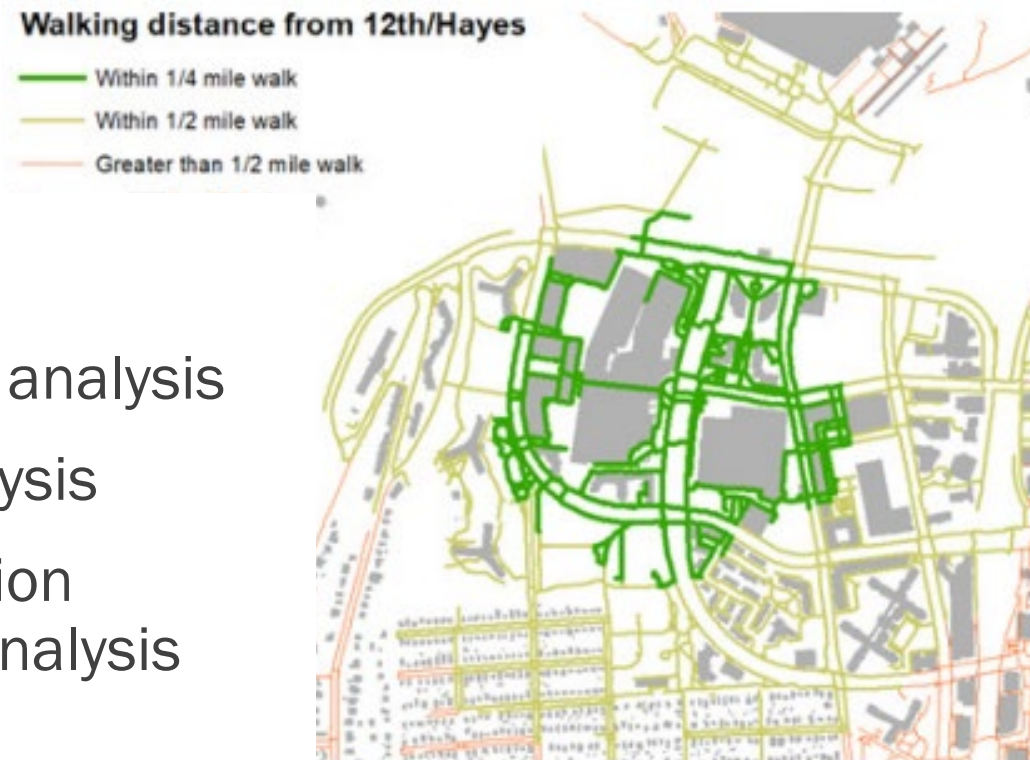 Walking distance from 12th/Hayes
Within 1/4 mile walk
Within 1/2 mile walk
Greater than 1/2 mile walk
analysis
ysis
ion
nalysis